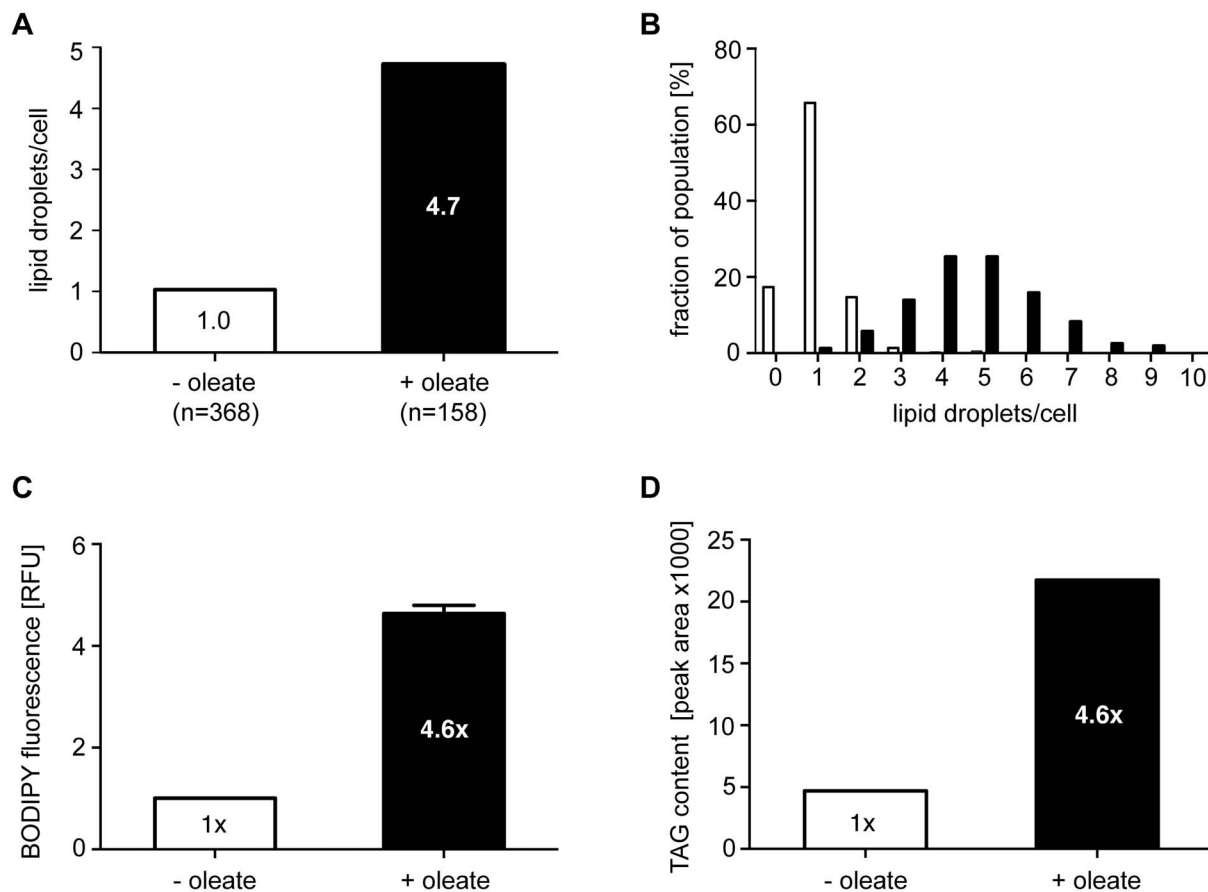 A
lipid droplets/cell
5
4
3
2
1
0
1.0
4.7
- oleate
(n=368)
+ oleate
(n=158)
B
fraction of population [%]
80
60
40
20
0
0 1 2 3 4 5 6 7 8 9 10
lipid droplets/cell
C
BODIPY fluorescence [RFU]
6
4
2
0
1x
4.6x
- oleate
+ oleate
D
TAG content [peak area x1000]
25
20
15
10
5
0
1x
4.6x
- oleate
+ oleate